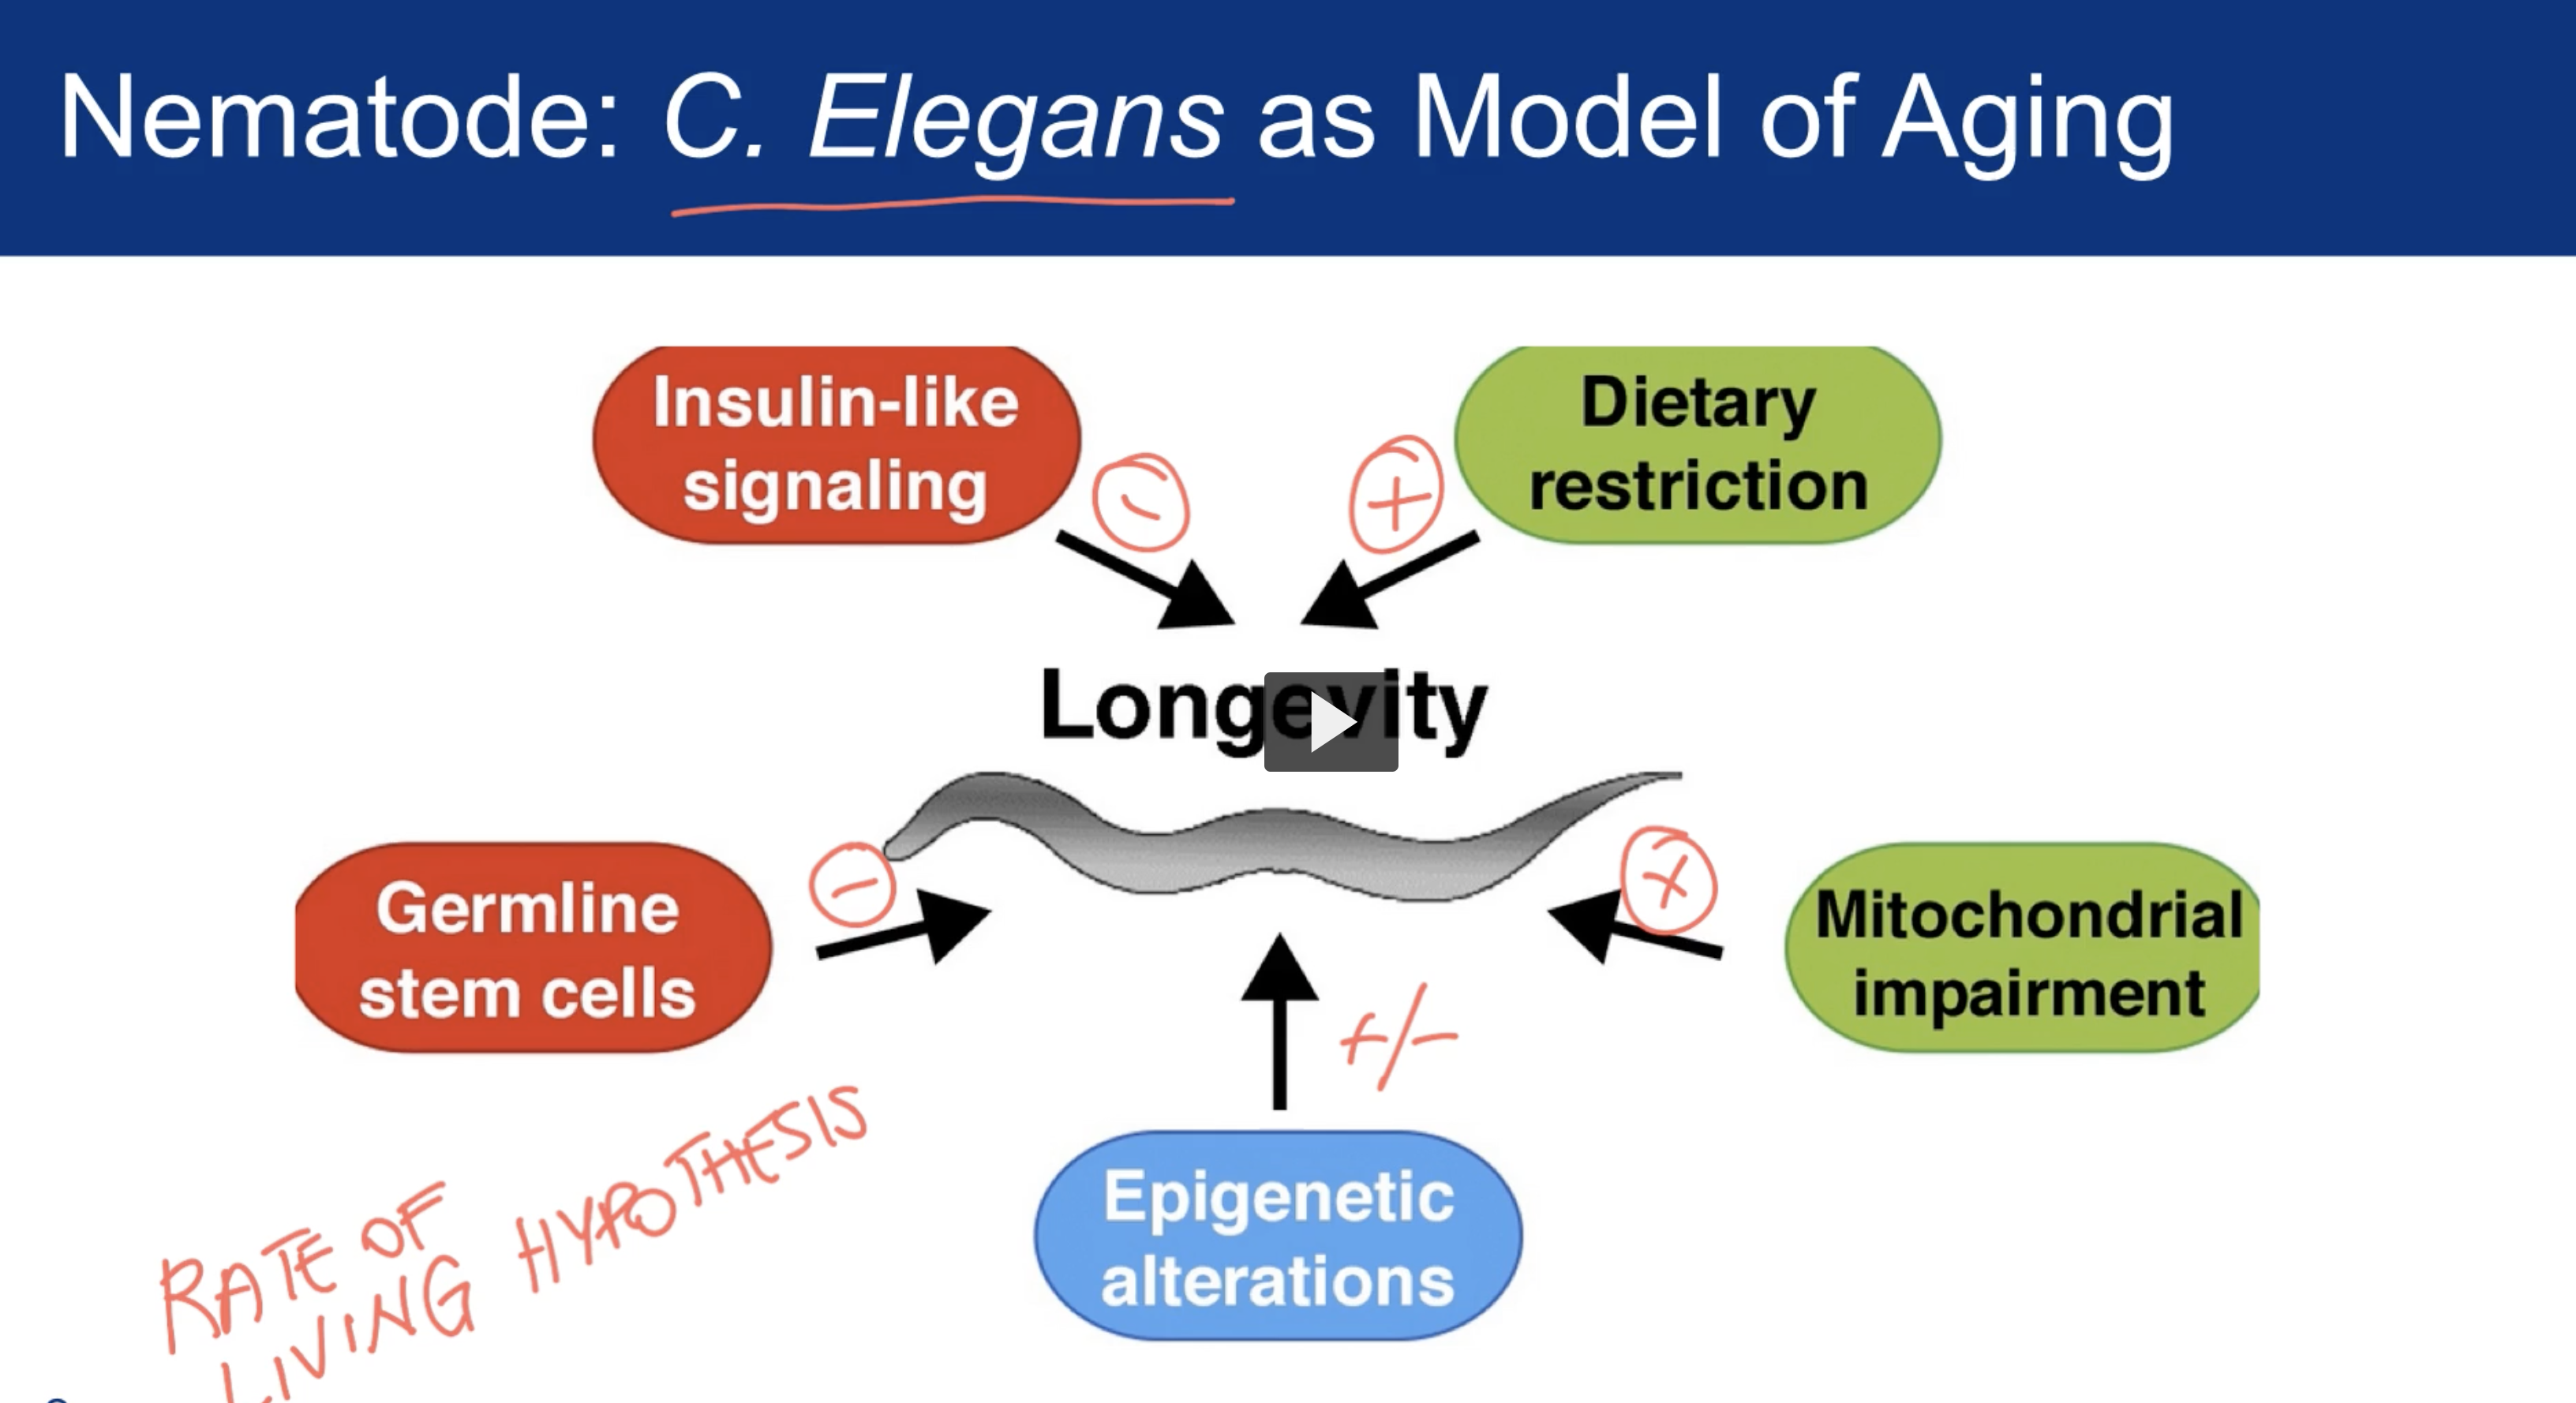 Nematode: C. Elegans as Model of Aging
Insulin-like
signaling
-
+
Dietary
restriction
Longevity
Germline
stem cells
-
+
Mitochondrial
impairment
+/-
Epigenetic
alterations
RATE OF
LIVING HYPOTHESIS